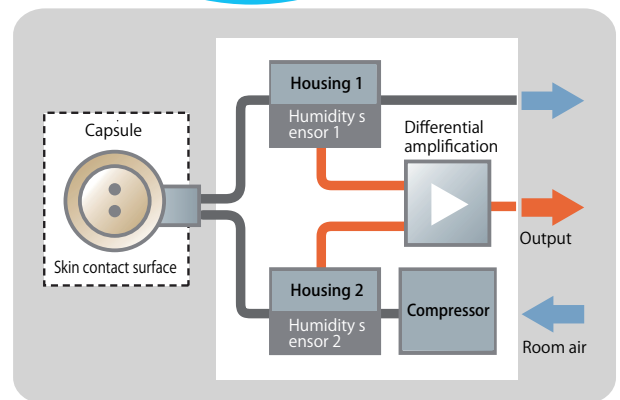 Capsule
Skin contact surface
Housing 1
Humidity s
ensor 1
Differential
amplification
Output
Housing 2
Humidity s
ensor 2
Compressor
Room air